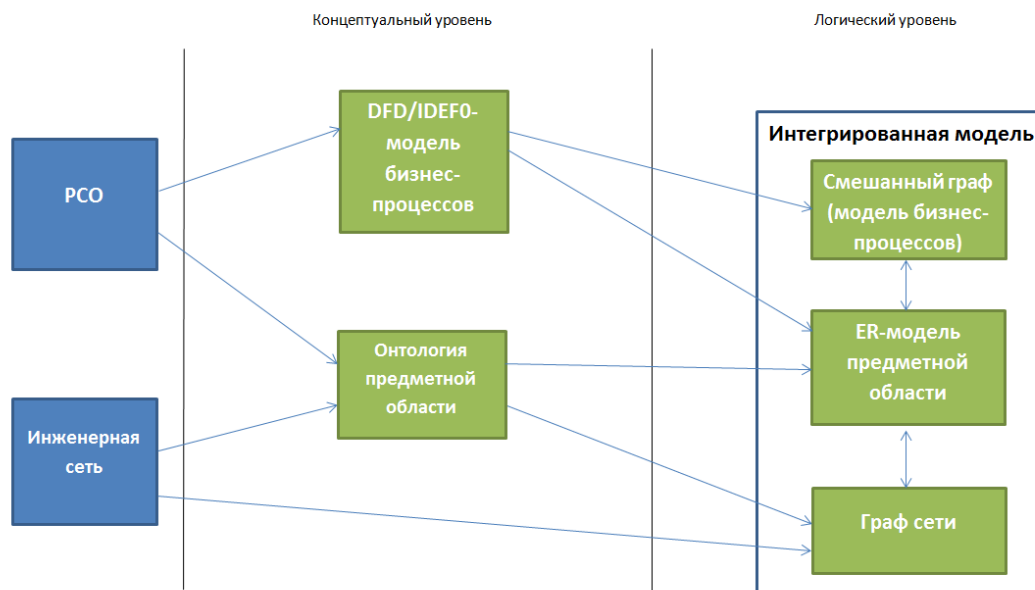 Концептуальный уровень
Логический уровень
РСО
Инженерная
сеть
DFD/IDEF0-
модель
бизнес-
процессов
Онтология
предметной
области
Интегрированная модель
Смешанный граф
(модель бизнес-
процессов)
ER-модель
предметной
области
Граф сети